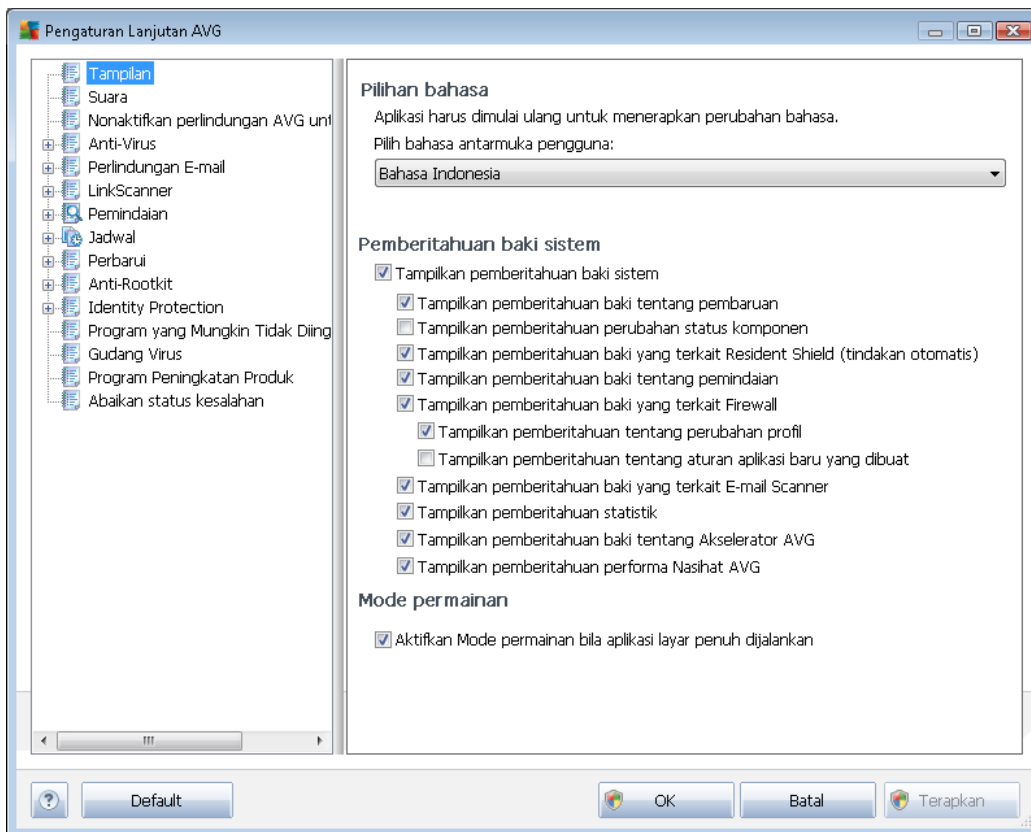 Pengaturan Lanjutan AVG
Tampilan
Suara
Nonaktifkan perlindungan AVG unt
Anti-Virus
Perlindungan E-mail
LinkScanner
Pemindaian
Jadwal
Perbarui
Anti-Rootkit
Identity Protection
Program yang Mungkin Tidak Diing
Gudang Virus
Program Peningkatan Produk
Abaikan status kesalahan
Pilihan bahasa
Aplikasi harus dimulai ulang untuk menerapkan perubahan bahasa.
Pilih bahasa antarmuka pengguna:
Bahasa Indonesia
Pemberitahuan baki sistem
Tampilkan pemberitahuan baki sistem
Tampilkan pemberitahuan baki tentang pembaruan
Tampilkan pemberitahuan perubahan status komponen
Tampilkan pemberitahuan baki yang terkait Resident Shield (tindakan otomatis)
Tampilkan pemberitahuan baki tentang pemindaian
Tampilkan pemberitahuan baki yang terkait Firewall
Tampilkan pemberitahuan tentang perubahan profil
Tampilkan pemberitahuan tentang aturan aplikasi baru yang dibuat
Tampilkan pemberitahuan baki yang terkait E-mail Scanner
Tampilkan pemberitahuan statistik
Tampilkan pemberitahuan baki tentang Akselerator AVG
Tampilkan pemberitahuan performa Nasihat AVG
Mode permainan
Aktifkan Mode permainan bila aplikasi layar penuh dijalankan
? Default OK Batal Terapkan